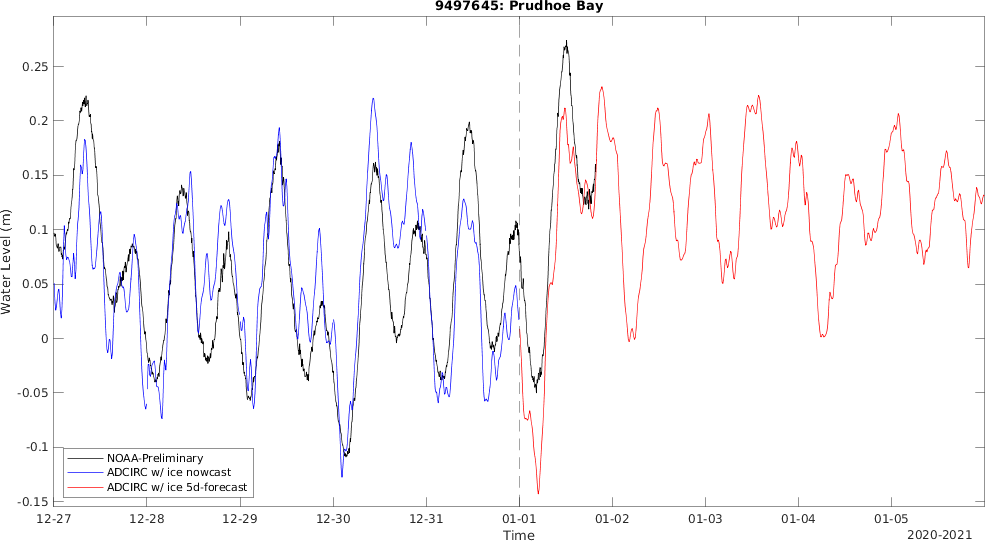 9497645: Prudhoe Bay
Water Level (m)
0.25
0.2
0.15
0.1
0.05
0
-0.05
-0.1
-0.15
NOAA-Preliminary
ADCIRC w/ ice nowcast
ADCIRC w/ ice 5d-forecast
12-27 12-28 12-29 12-30 12-31 01-01 01-02 01-03 01-04 01-05
Time
2020-2021